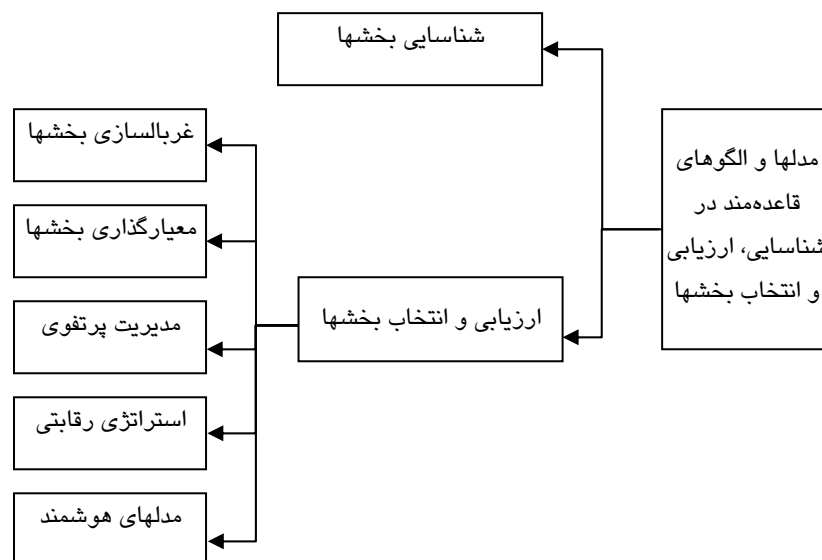 شناسایی بخشها
مدلها و الگوهای
قاعده‌مند در
شناسایی، ارزیابی
و انتخاب بخشها
ارزیابی و انتخاب بخشها
غربالسازی بخشها
معیارگذاری بخشها
مدیریت پرتفوی
استراتژی رقابتی
مدلهای هوشمند